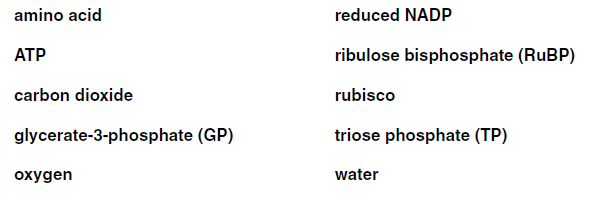 amino acid reduced NADP
ATP ribulose bisphosphate (RuBP)
carbon dioxide rubisco
glycerate-3-phosphate (GP) triose phosphate (TP)
oxygen water